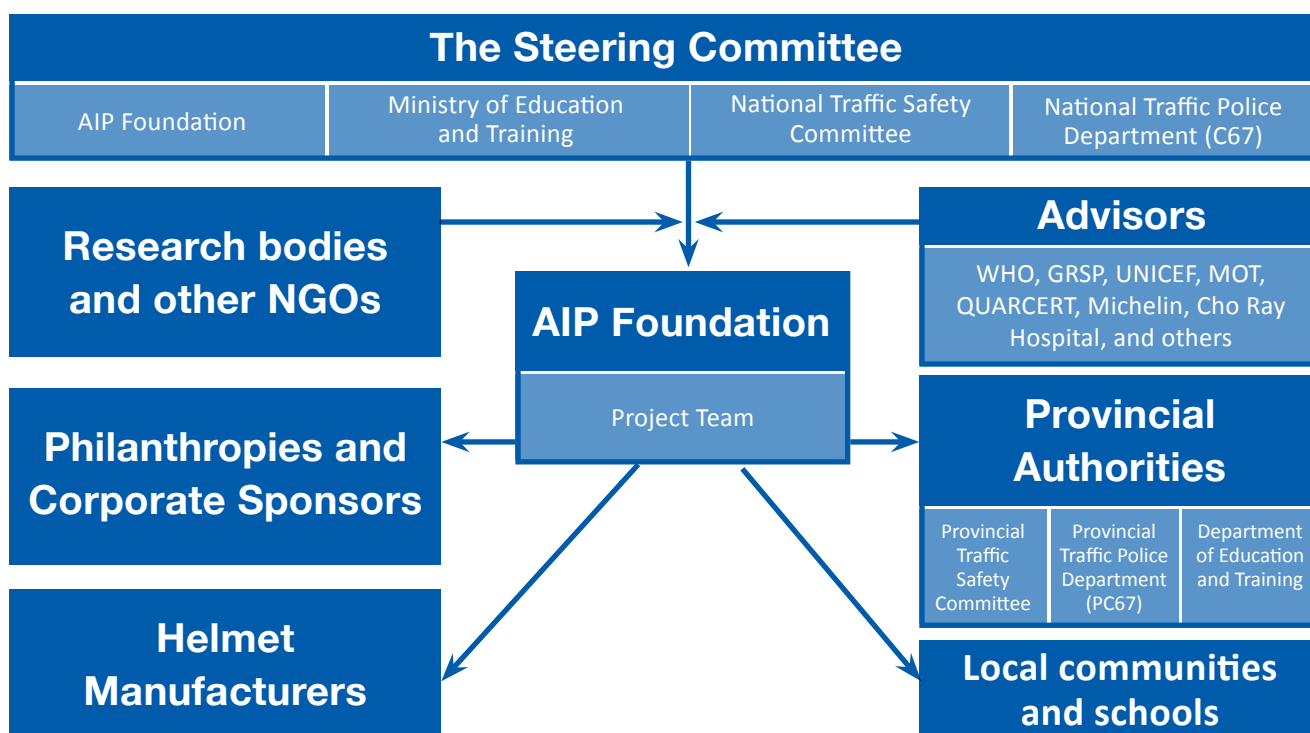 The Steering Committee
AIP Foundation
Ministry of Education
and Training
National Traffic Safety
Committee
National Traffic Police
Department (C67)
Research bodies
and other NGOs
Advisors
WHO, GRSP, UNICEF, MOT,
QUARCERT, Michelin, Cho Ray
Hospital, and others
AIP Foundation
Project Team
Philanthropies and
Corporate Sponsors
Provincial
Authorities
Provincial
Traffic
Safety
Committee
Provincial
Traffic Police
Department
(PC67)
Department
of Education
and Training
Helmet
Manufacturers
Local communities
and schools